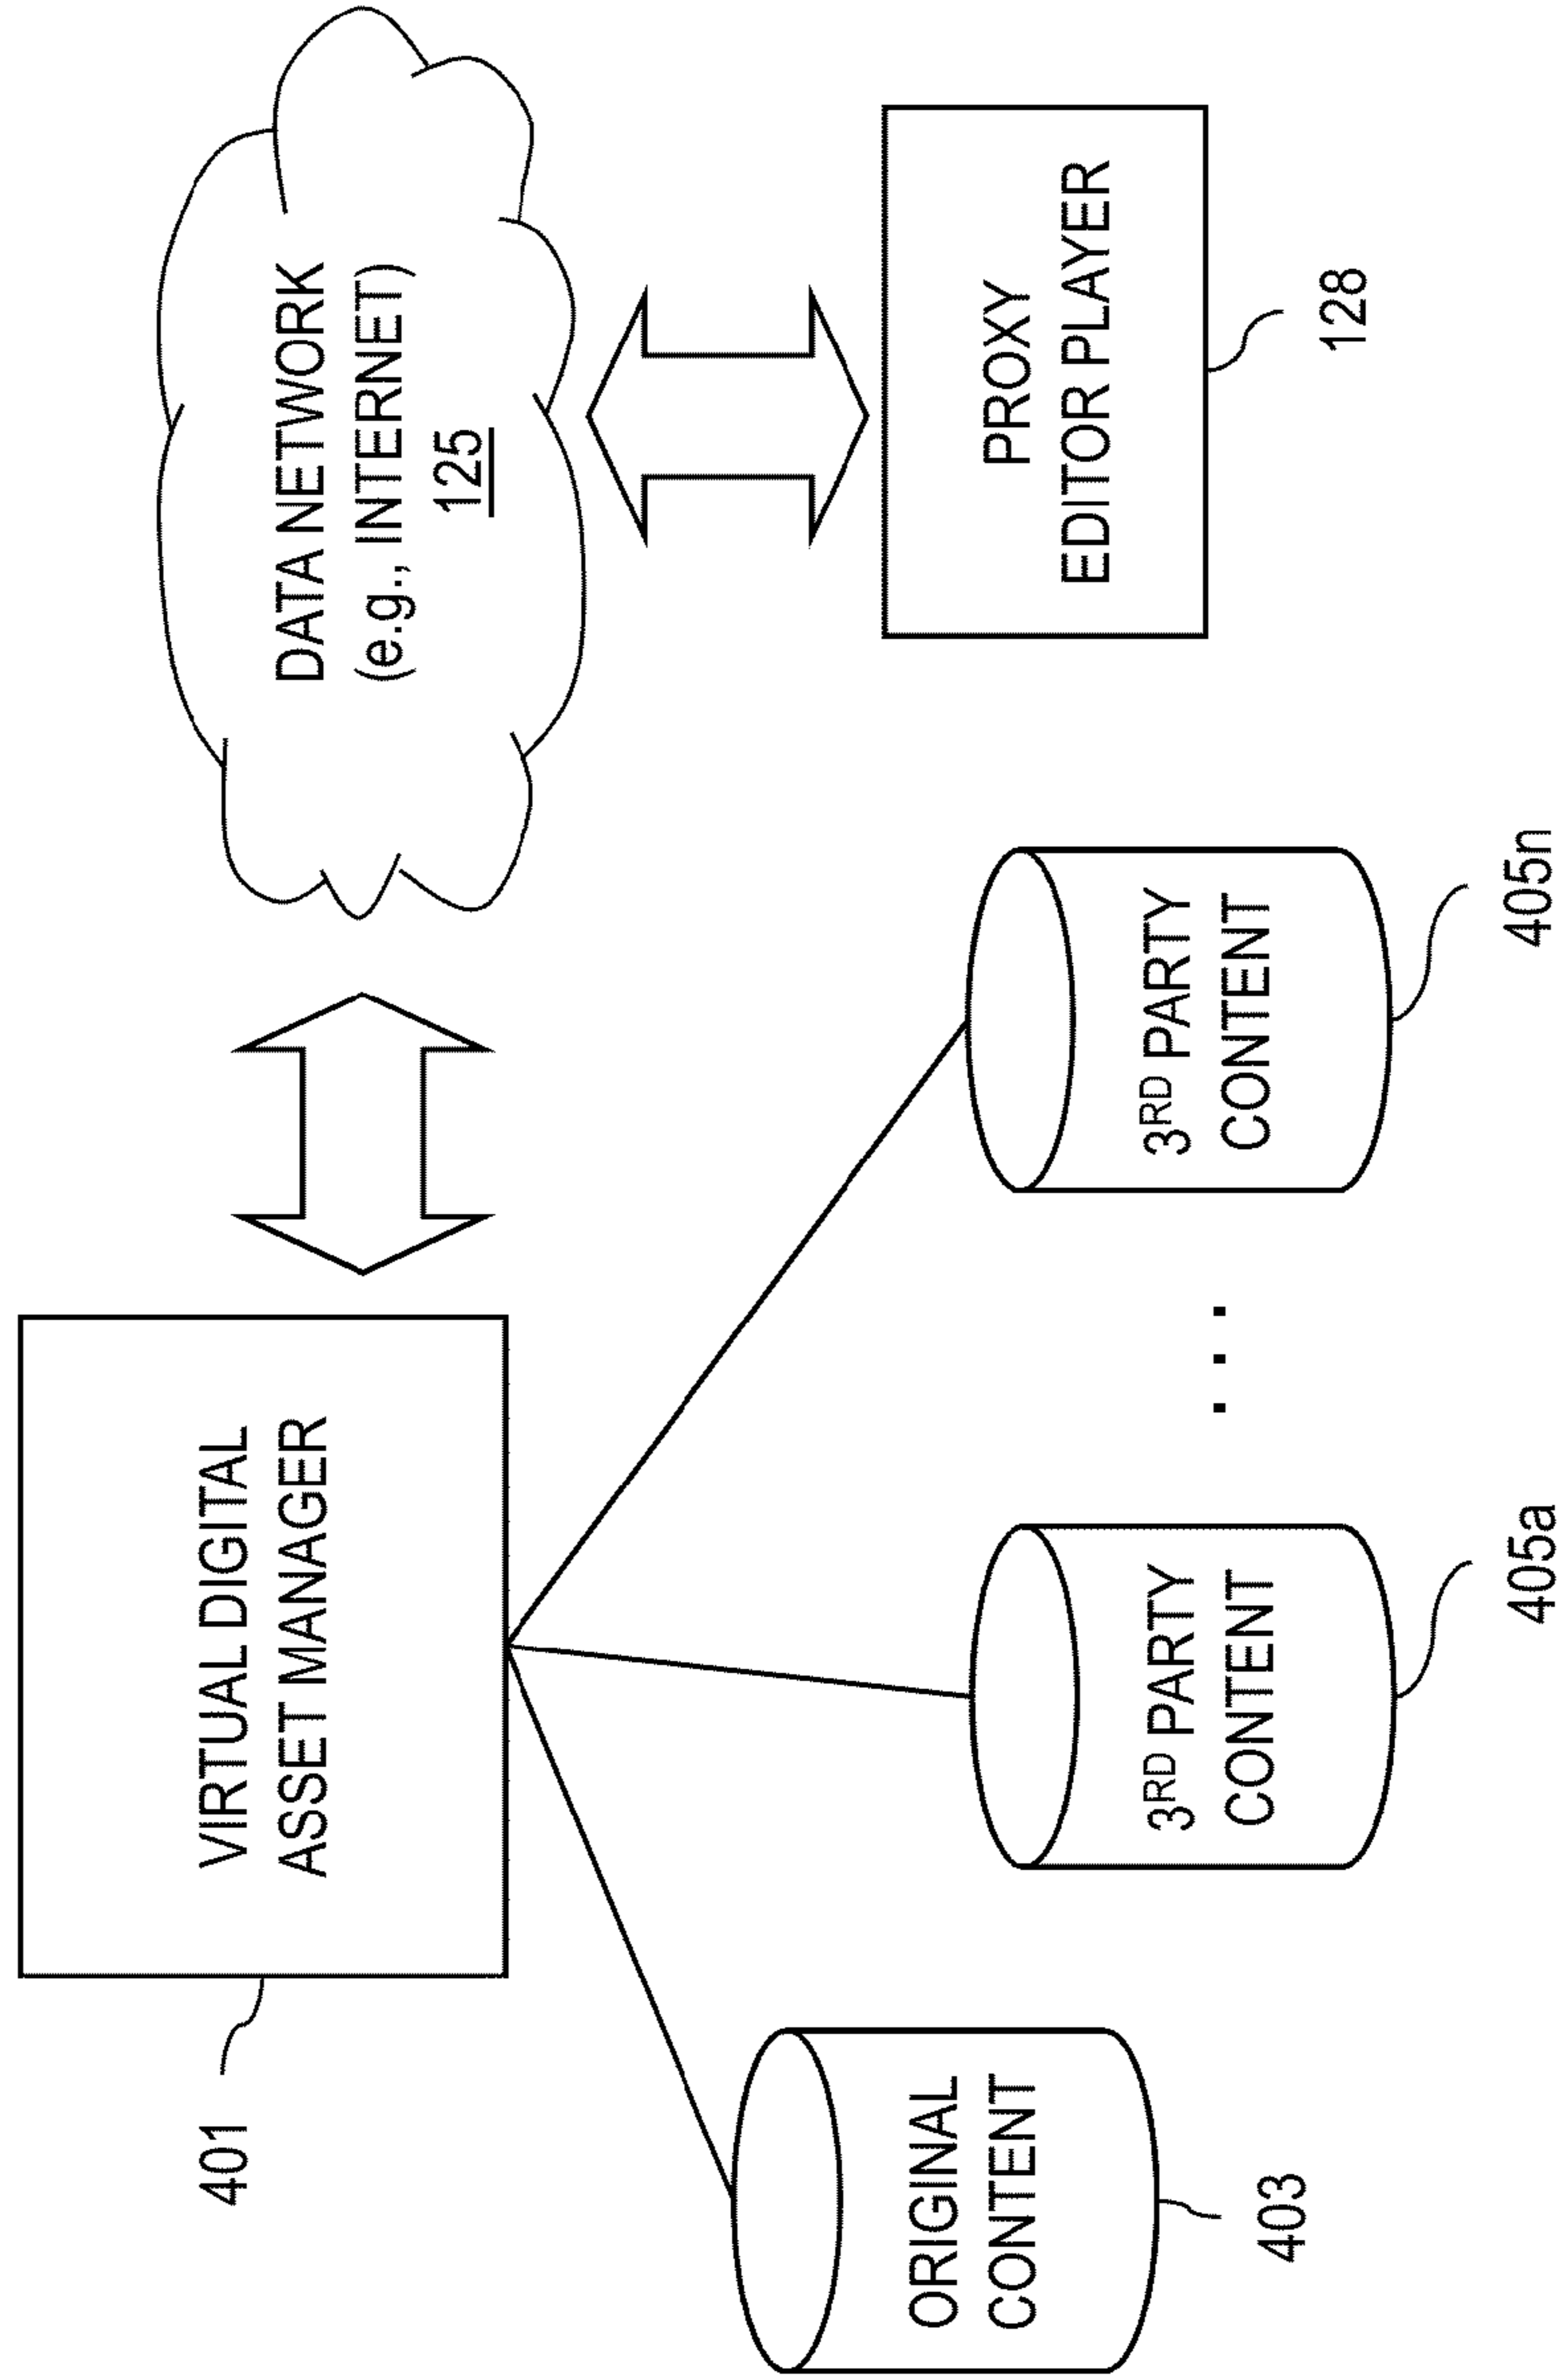 401
VIRTUAL DIGITAL
ASSET MANAGER
DATA NETWORK
(e.g., INTERNET)
125
ORIGINAL
CONTENT
403
3RD PARTY
CONTENT
405a
. . .
3RD PARTY
CONTENT
405n
PROXY
EDITOR PLAYER
128